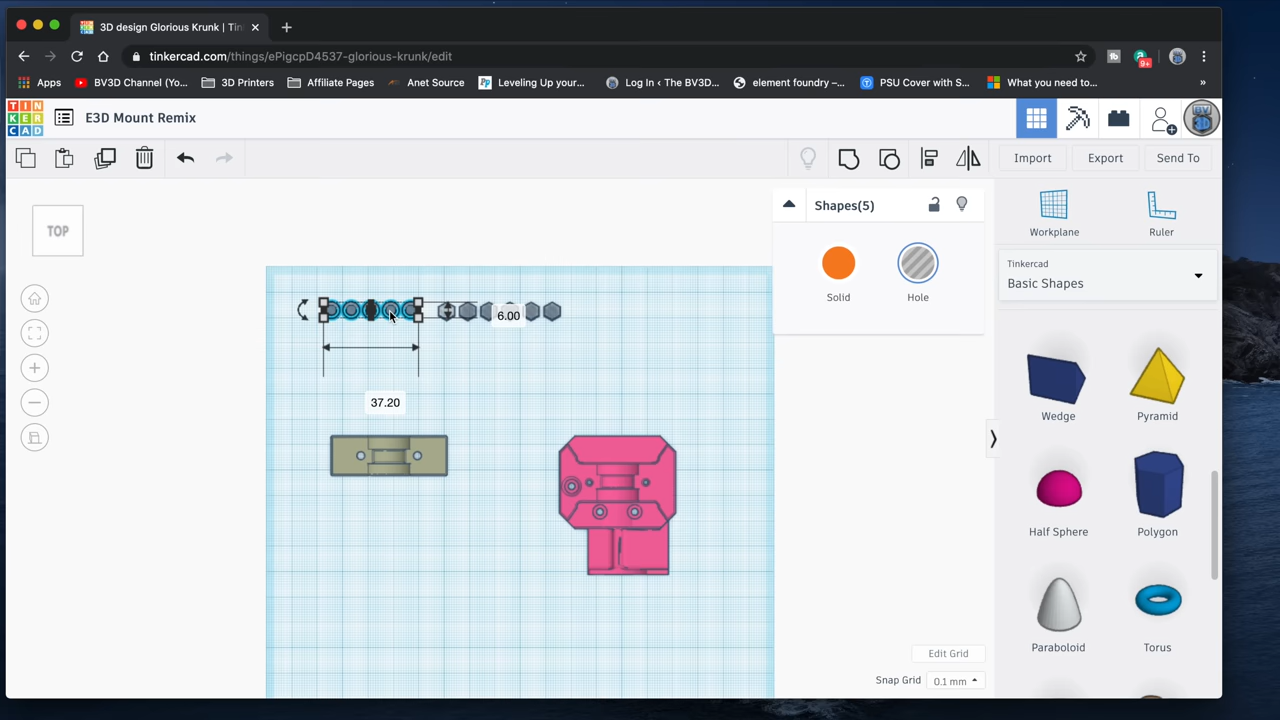 3D design Glorious Krunk | Tin
tinkercad.com/things/ePigcpD4537-glorious-krunk/edit
9+
Apps
BV3D Channel (Yo...
3D Printers
Affiliate Pages
Anet Source
Leveling Up your...
Log In ‹ The BV3D...
element foundry –...
PSU Cover with S...
What you need to...
»
TIN
KER
CAD
E3D Mount Remix
BV
3D
Import
Export
Send To
TOP
Shapes(5)
Solid
Hole
Workplane
Ruler
Tinkercad
Basic Shapes
6.00
37.20
Wedge
Pyramid
Half Sphere
Polygon
Paraboloid
Torus
Edit Grid
Snap Grid
0.1 mm